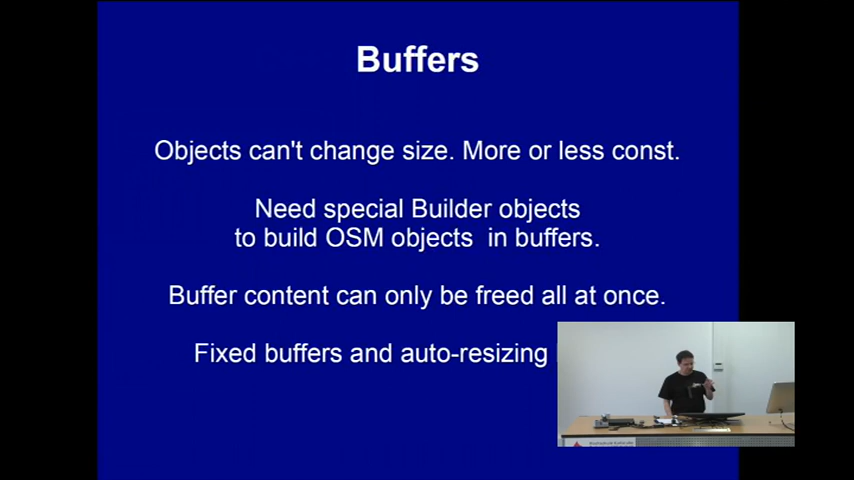 Buffers
Objects can't change size. More or less const.
Need special Builder objects
to build OSM objects in buffers.
Buffer content can only be freed all at once.
Fixed buffers and auto-resizing